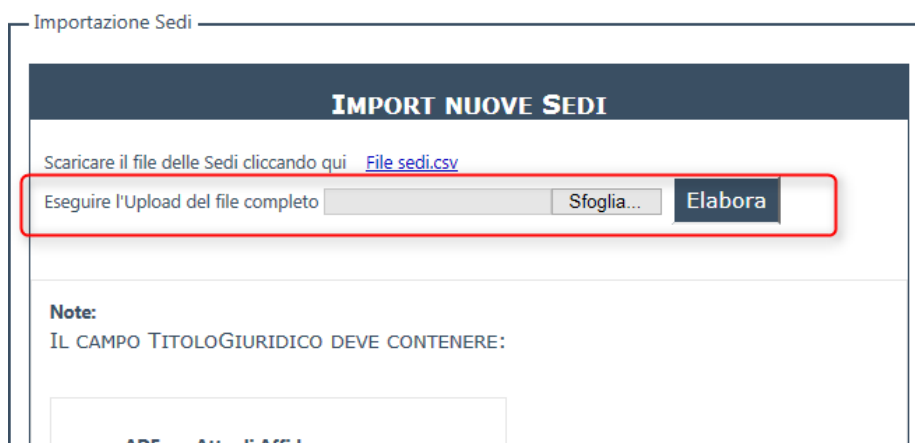 Importazione Sedi
IMPORT NUOVE SEDI
Scaricare il file delle Sedi cliccando qui File sedi.csv
Eseguire l'Upload del file completo Sfoglia... Elabora
Note:
IL CAMPO TITOLOGIURIDICO DEVE CONTENERE: